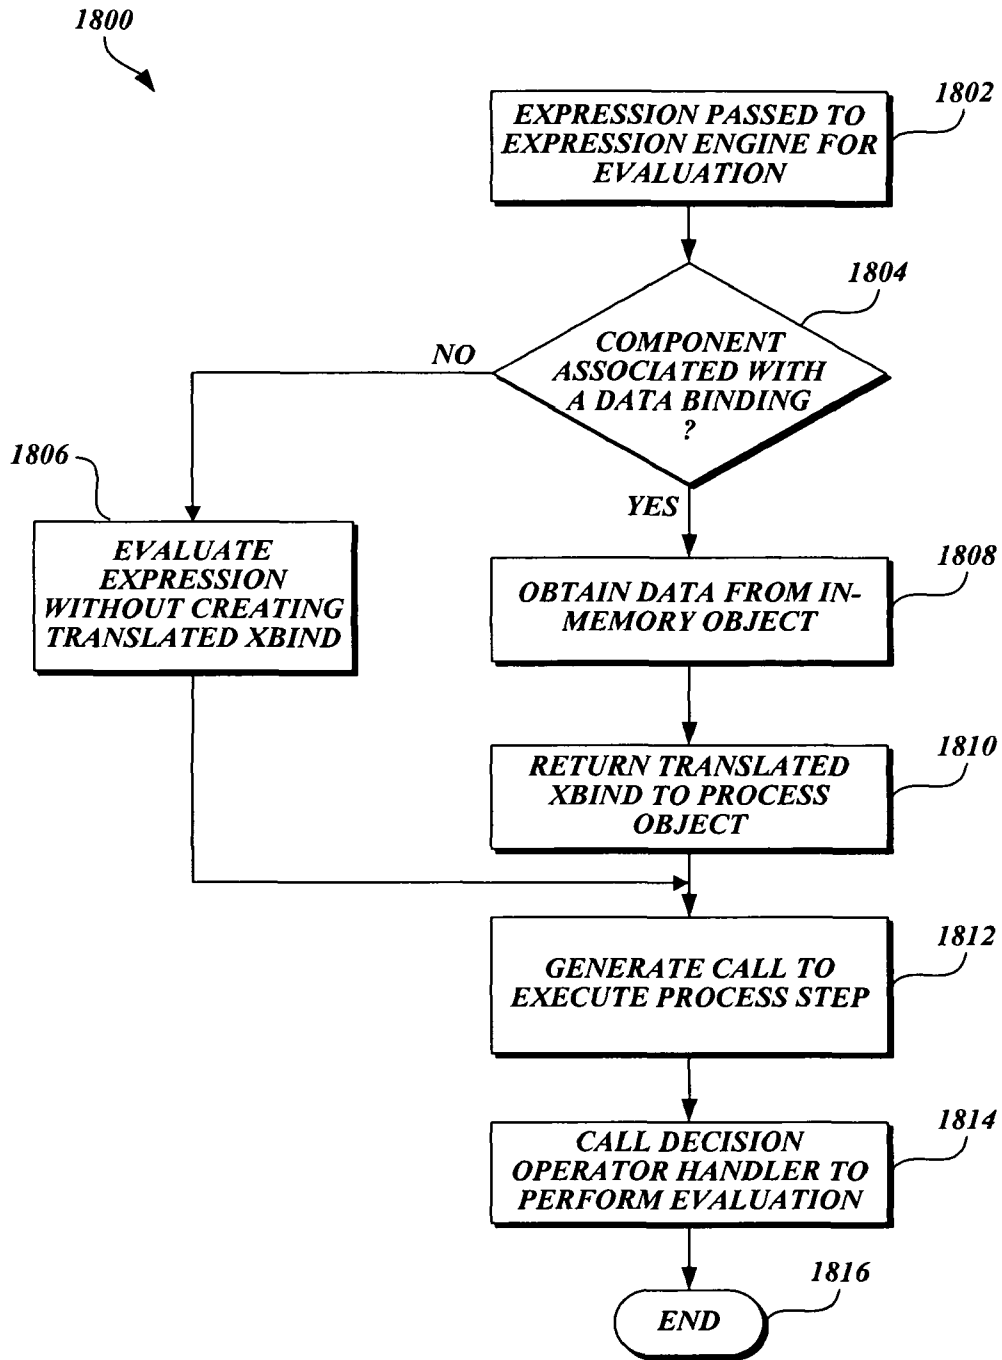 1800
1802
EXPRESSION PASSED TO
EXPRESSION ENGINE FOR
EVALUATION
1804
COMPONENT
ASSOCIATED WITH
A DATA BINDING
?
NO
YES
1806
EVALUATE
EXPRESSION
WITHOUT CREATING
TRANSLATED XBIND
1808
OBTAIN DATA FROM IN-
MEMORY OBJECT
1810
RETURN TRANSLATED
XBIND TO PROCESS
OBJECT
1812
GENERATE CALL TO
EXECUTE PROCESS STEP
1814
CALL DECISION
OPERATOR HANDLER TO
PERFORM EVALUATION
1816
END